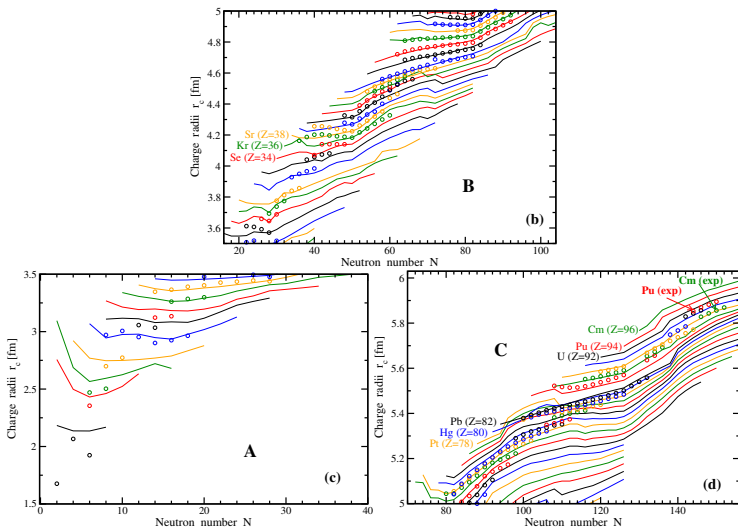 5
4.8
4.6
4.4
4.2
4
3.8
3.6
Charge radii r_c [fm]
Sr (Z=38)
Kr (Z=36)
Se (Z=34)
B
(b)
20 40 60 80 100
Neutron number N
3.5
3
2.5
2
1.5
Charge radii r_c [fm]
A
(c)
0 10 20 30 40
Neutron number N
6
5.8
5.6
5.4
5.2
5
Charge radii r_c [fm]
Cm (exp)
Pu (exp)
Cm (Z=96)
Pu (Z=94)
U (Z=92)
C
Pb (Z=82)
Hg (Z=80)
Pt (Z=78)
(d)
80 100 120 140
Neutron number N